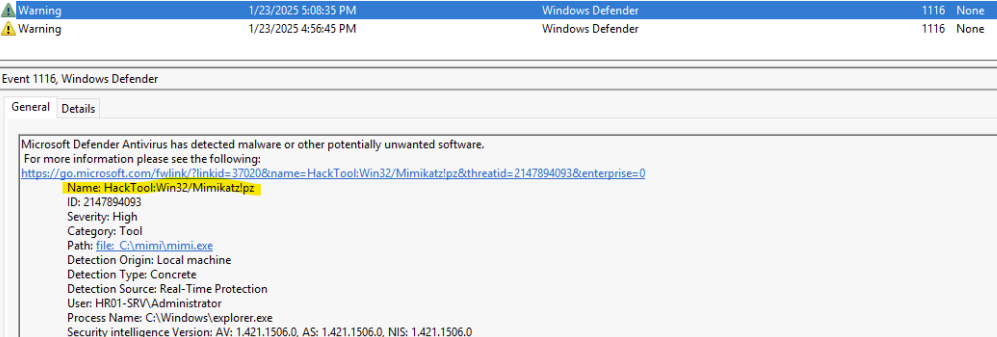 Warning 1/23/2025 5:08:35 PM Windows Defender 1116 None
Warning 1/23/2025 4:56:45 PM Windows Defender 1116 None
Event 1116, Windows Defender
General Details
Microsoft Defender Antivirus has detected malware or other potentially unwanted software.
For more information please see the following:
https://go.microsoft.com/fwlink/?linkid=37020&name=HackTool:Win32/Mimikatz!pz&threatid=2147894093&enterprise=0
Name: HackTool:Win32/Mimikatz!pz
ID: 2147894093
Severity: High
Category: Tool
Path: file:_C:\mimi\mimi.exe
Detection Origin: Local machine
Detection Type: Concrete
Detection Source: Real-Time Protection
User: HR01-SRV\Administrator
Process Name: C:\Windows\explorer.exe
Security intelligence Version: AV: 1.421.1506.0, AS: 1.421.1506.0, NIS: 1.421.1506.0